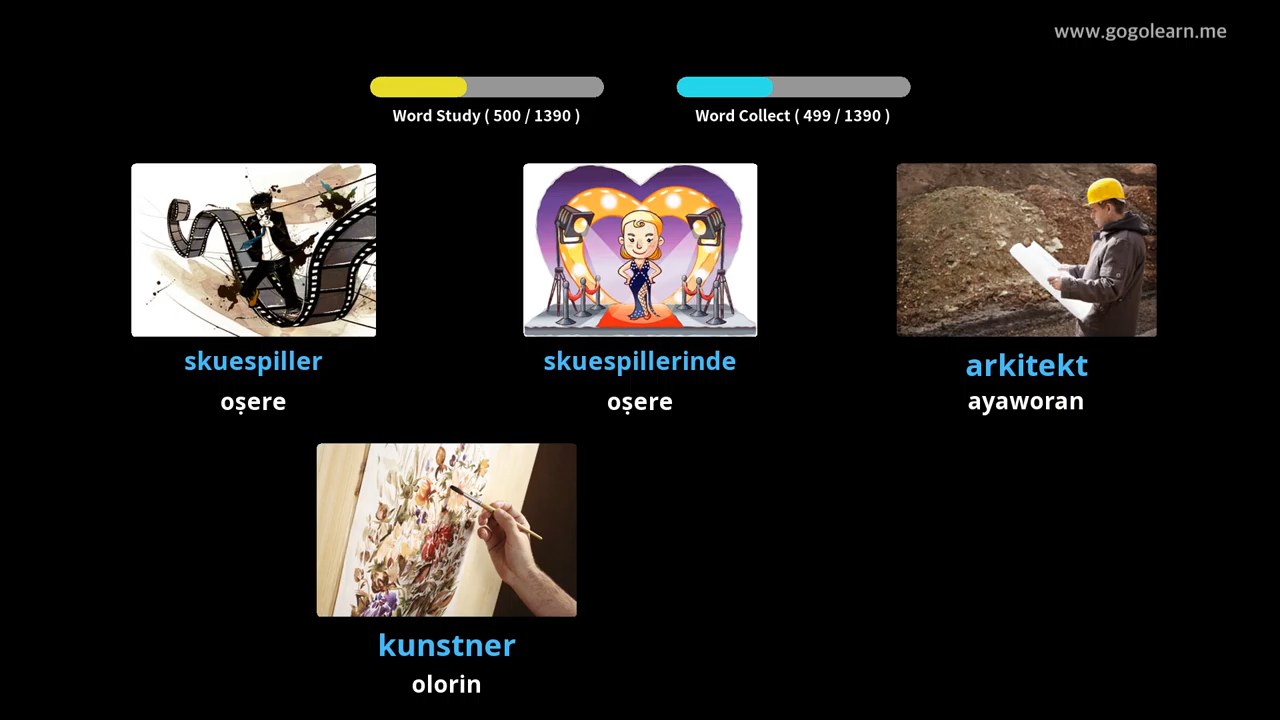 www.gogolearn.me
Word Study ( 500 / 1390 )
Word Collect ( 499 / 1390 )
skuespiller
oṣere
skuespillerinde
oṣere
arkitekt
ayaworan
kunstner
olorin